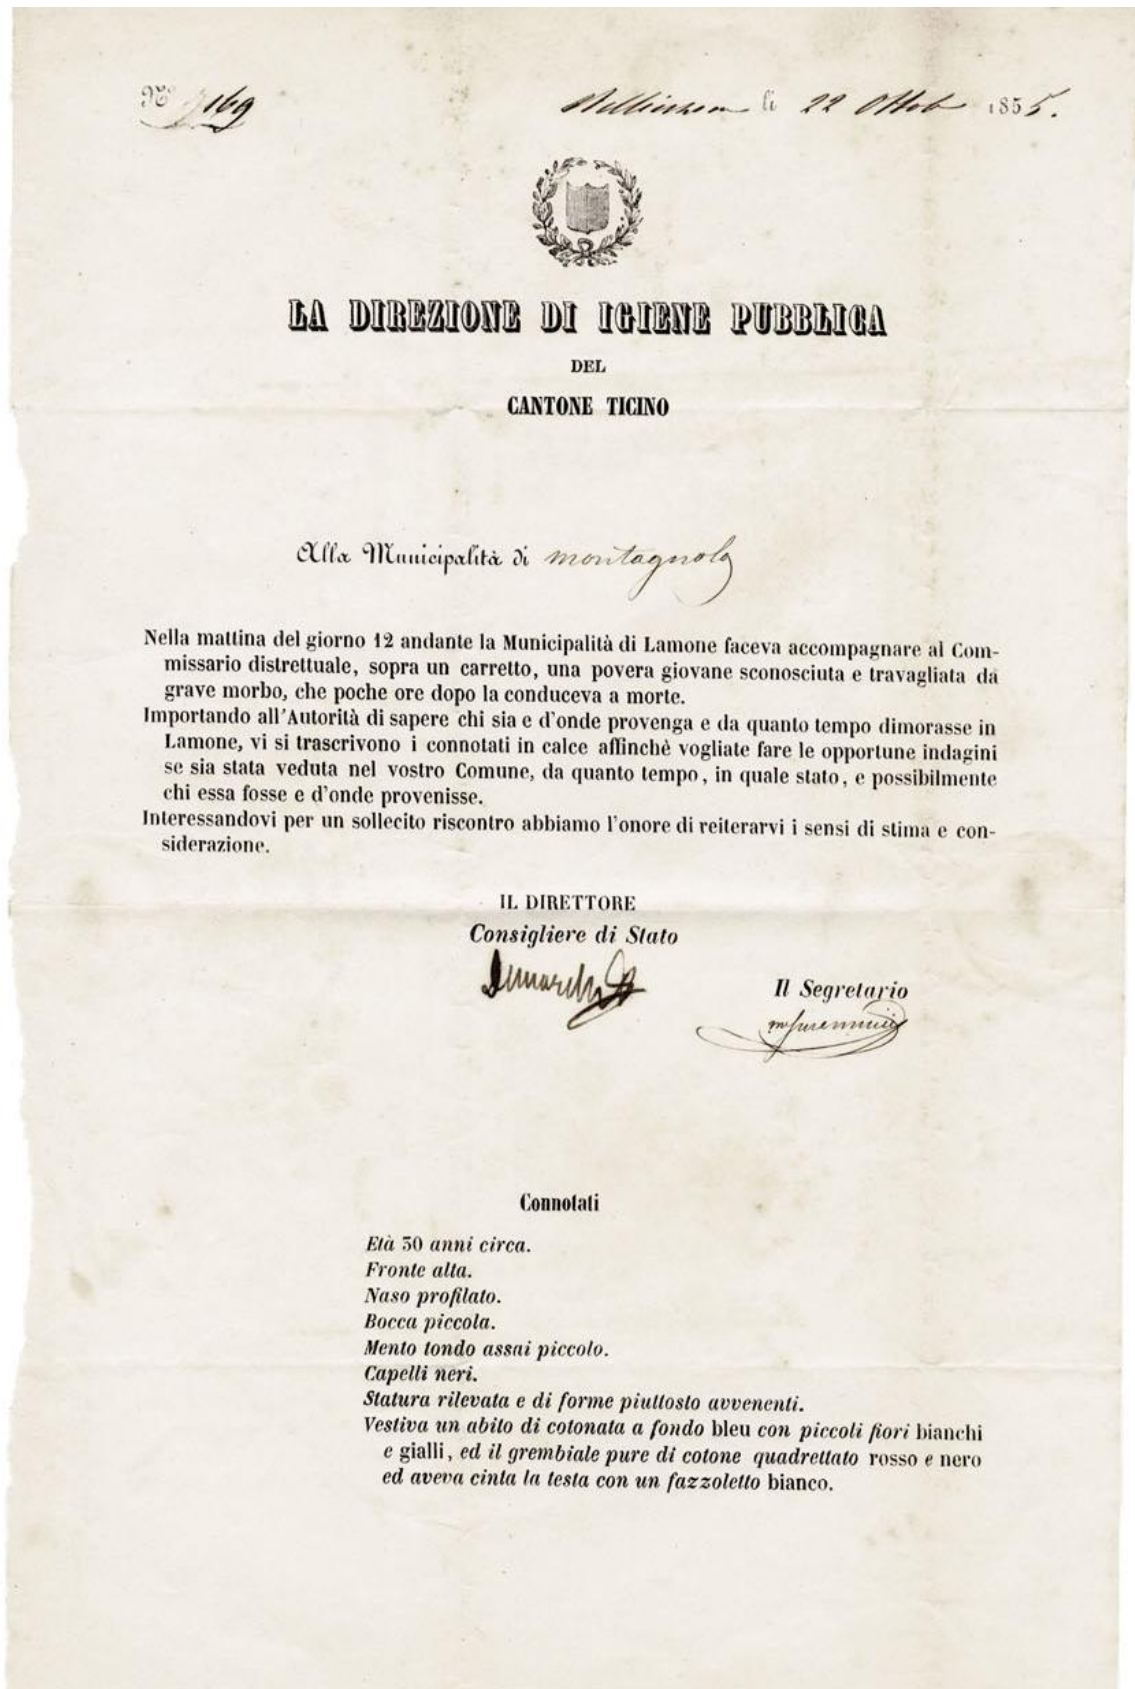 Nº 7169
Bellinzona li 22 Ottob 1855.
LA DIREZIONE DI IGIENE PUBBLICA
DEL
CANTONE TICINO
Alla Municipalità di montagnola
Nella mattina del giorno 12 andante la Municipalità di Lamone faceva accompagnare al Com-
missario distrettuale, sopra un carretto, una povera giovane sconosciuta e travagliata da
grave morbo, che poche ore dopo la conduceva a morte.
Importando all'Autorità di sapere chi sia e d'onde provenga e da quanto tempo dimorasse in
Lamone, vi si trascrivono i connotati in calce affinchè vogliate fare le opportune indagini
se sia stata veduta nel vostro Comune, da quanto tempo, in quale stato, e possibilmente
chi essa fosse e d'onde provenisse.
Interessandovi per un sollecito riscontro abbiamo l'onore di reiterarvi i sensi di stima e con-
siderazione.
IL DIRETTORE
Consigliere di Stato
Demarchi
Il Segretario
Connotati
Età 30 anni circa.
Fronte alta.
Naso profilato.
Bocca piccola.
Mento tondo assai piccolo.
Capelli neri.
Statura rilevata e di forme piuttosto avvenenti.
Vestiva un abito di cotonata a fondo bleu con piccoli fiori bianchi
e gialli, ed il grembiale pure di cotone quadrettato rosso e nero
ed aveva cinta la testa con un fazzoletto bianco.